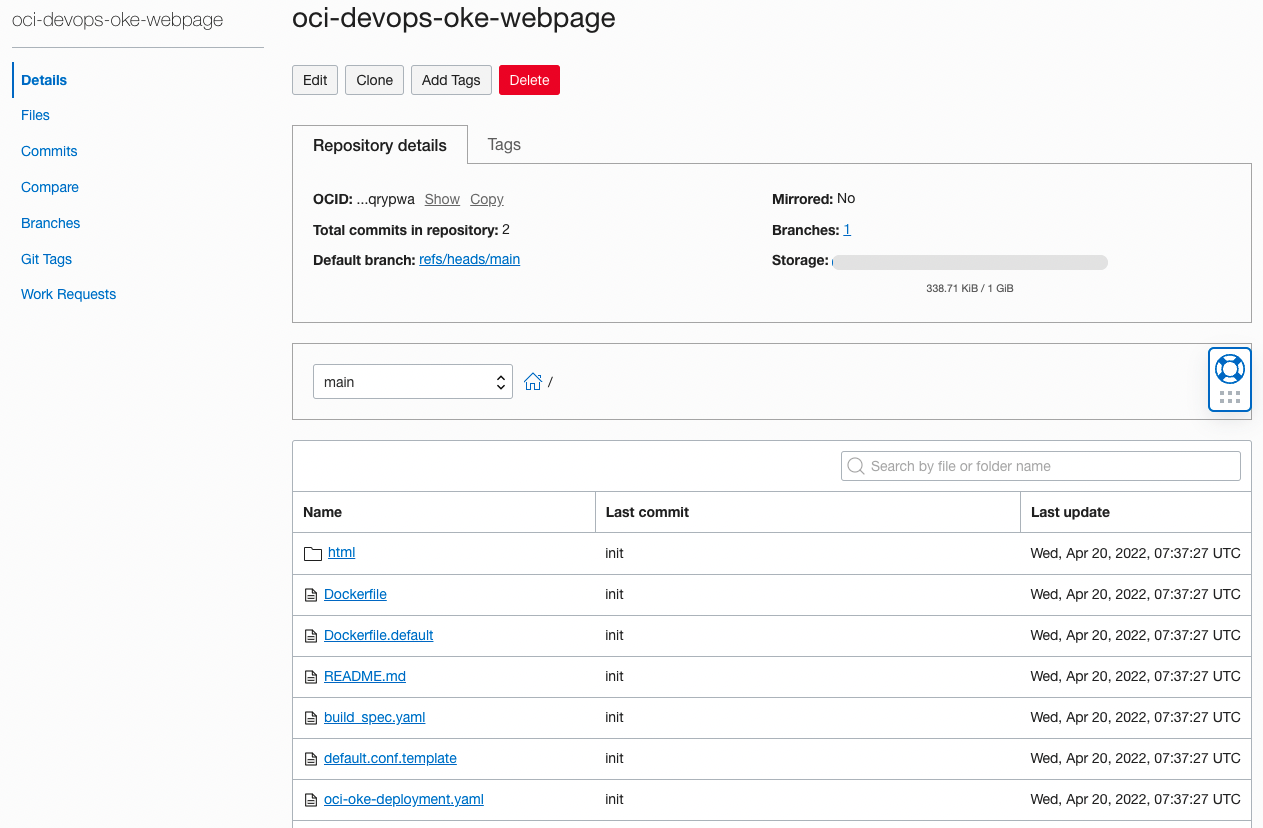 oci-devops-oke-webpage
oci-devops-oke-webpage
Edit Clone Add Tags Delete
Details
Files
Commits
Compare
Branches
Git Tags
Work Requests
Repository details Tags
OCID: ...qrypwa Show Copy
Total commits in repository: 2
Default branch: refs/heads/main
Mirrored: No
Branches: 1
Storage:
338.71 KiB / 1 GiB
main /
Search by file or folder name
Name Last commit Last update
html init Wed, Apr 20, 2022, 07:37:27 UTC
Dockerfile init Wed, Apr 20, 2022, 07:37:27 UTC
Dockerfile.default init Wed, Apr 20, 2022, 07:37:27 UTC
README.md init Wed, Apr 20, 2022, 07:37:27 UTC
build_spec.yaml init Wed, Apr 20, 2022, 07:37:27 UTC
default.conf.template init Wed, Apr 20, 2022, 07:37:27 UTC
oci-oke-deployment.yaml init Wed, Apr 20, 2022, 07:37:27 UTC